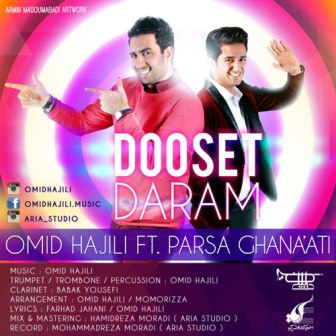 ARMIN MASOUMABADI ARTWORK
DOOSET
DARAM
OMIDHAJILI
OMIDHAJILI.MUSIC
ARIA_STUDIO
OMID HAJILI FT. PARSA GHANA'ATI
MUSIC : OMID HAJILI
TRUMPET / TROMBONE / PERCUSSION : OMID HAJILI
CLARINET : BABAK YOUSEFI
ARRANGEMENT : OMID HAJILI / MOMORIZZA
LYRICS : FARHAD JAHANI / OMID HAJILI
MIX & MASTERING : HAMIDREZA MORADI ( ARIA STUDIO )
RECORD : MOHAMMADREZA MORADI ( ARIA STUDIO )